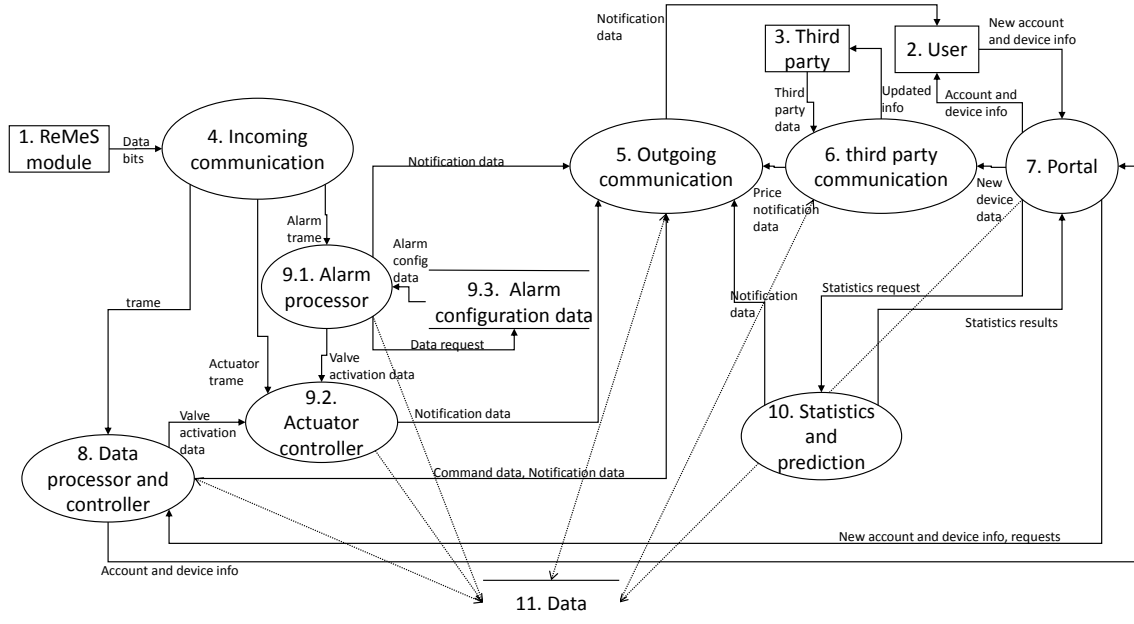 Notification
data
3. Third
party
2. User
New account
and device info
Third
party
data
Updated
info
Account and
device info
1. ReMeS
module
Data
bits
4. Incoming
communication
5. Outgoing
communication
6. third party
communication
7. Portal
Notification data
Price
notification
data
New
device
data
Alarm
trame
Alarm
config
data
9.1. Alarm
processor
9.3. Alarm
configuration data
trame
Notification
data
Statistics request
Statistics results
Data request
Actuator
trame
Valve
activation data
9.2.
Actuator
controller
Notification data
10. Statistics
and
prediction
Valve
activation
data
8. Data
processor and
controller
Command data, Notification data
New account and device info, requests
Account and device info
11. Data